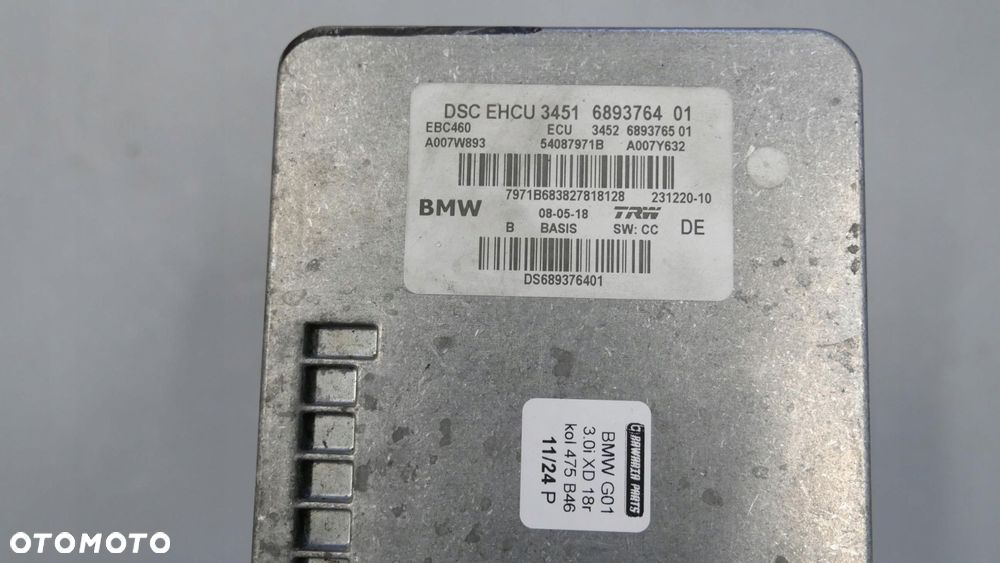 DSC EHCU 3451 6893764 01
EBC460 ECU 3452 6893765 01
A007W893 54087971B A007Y632
7971B683827818128 231220-10
BMW 08-05-18 TRW
B BASIS SW: CC DE
DS689376401
BAWARIA PARTS
BMW G01
3.0i XD 18r
kol 475 B46
11/24 P
OTOMOTO